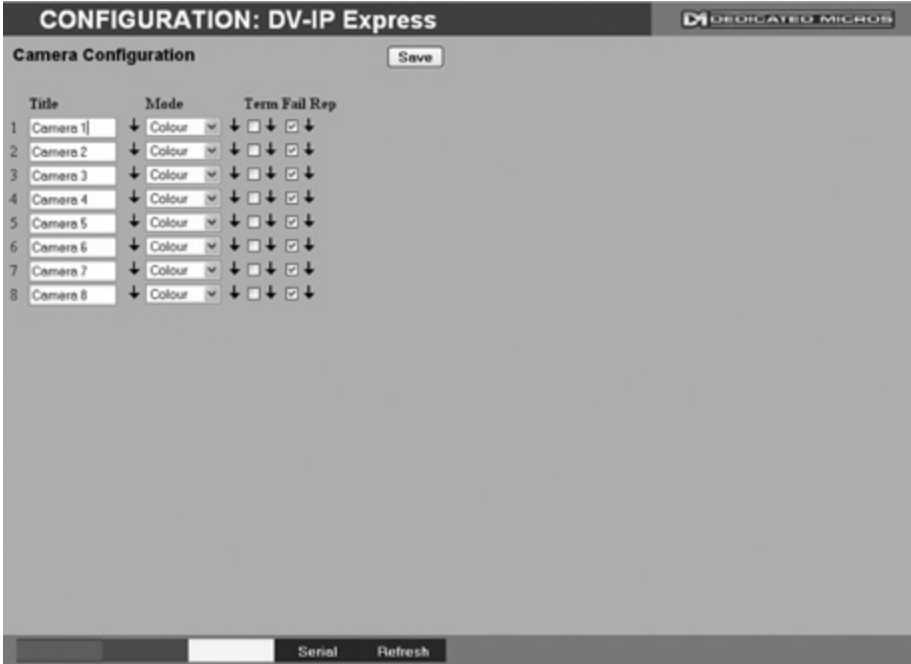 CONFIGURATION: DV-IP Express DEDICATED MICROS
Camera Configuration Save
Title Mode Term Fail Rep
1 Camera 1 Colour
2 Camera 2 Colour
3 Camera 3 Colour
4 Camera 4 Colour
5 Camera 5 Colour
6 Camera 6 Colour
7 Camera 7 Colour
8 Camera 8 Colour
Serial Refresh